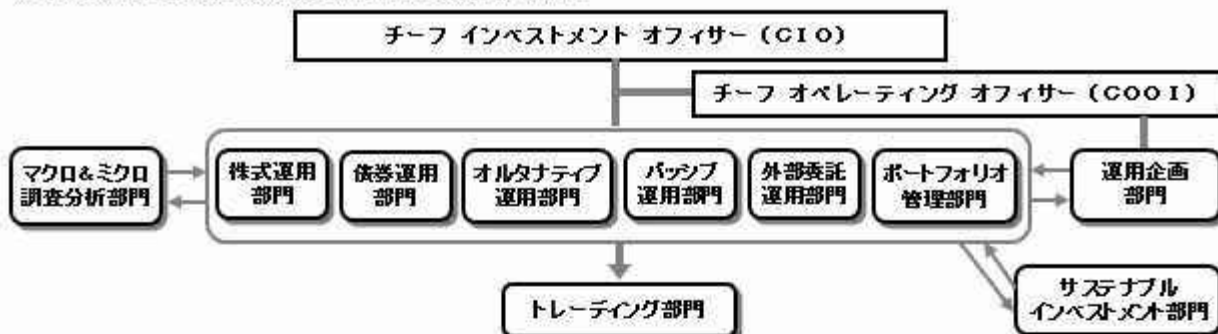 チーフ インベストメント オフィサー (CIO)
チーフ オペレーティング オフィサー (COOI)
マクロ&ミクロ
調査分析部門
株式運用
部門
債券運用
部門
オルタナティブ
運用部門
パッシブ
運用部門
外部委託
運用部門
ポートフォリオ
管理部門
運用企画
部門
トレーディング部門
サステナブル
インベストメント部門